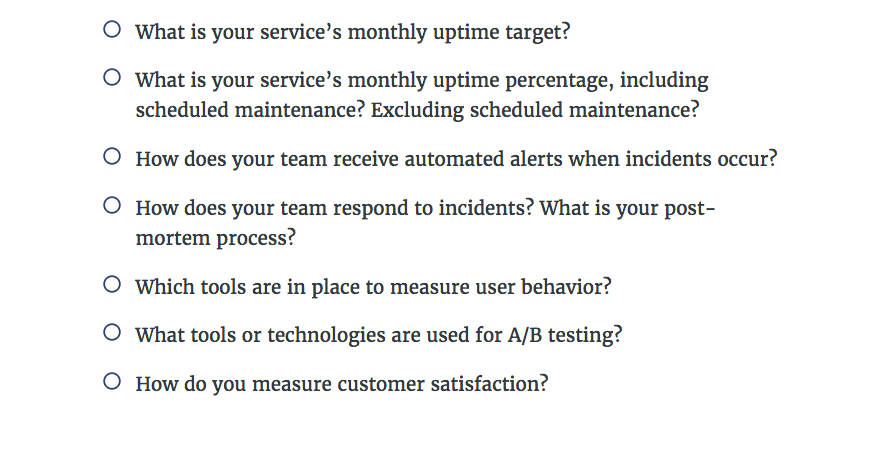 What is your service’s monthly uptime target?
What is your service’s monthly uptime percentage, including
scheduled maintenance? Excluding scheduled maintenance?
How does your team receive automated alerts when incidents occur?
How does your team respond to incidents? What is your post-
mortem process?
Which tools are in place to measure user behavior?
What tools or technologies are used for A/B testing?
How do you measure customer satisfaction?